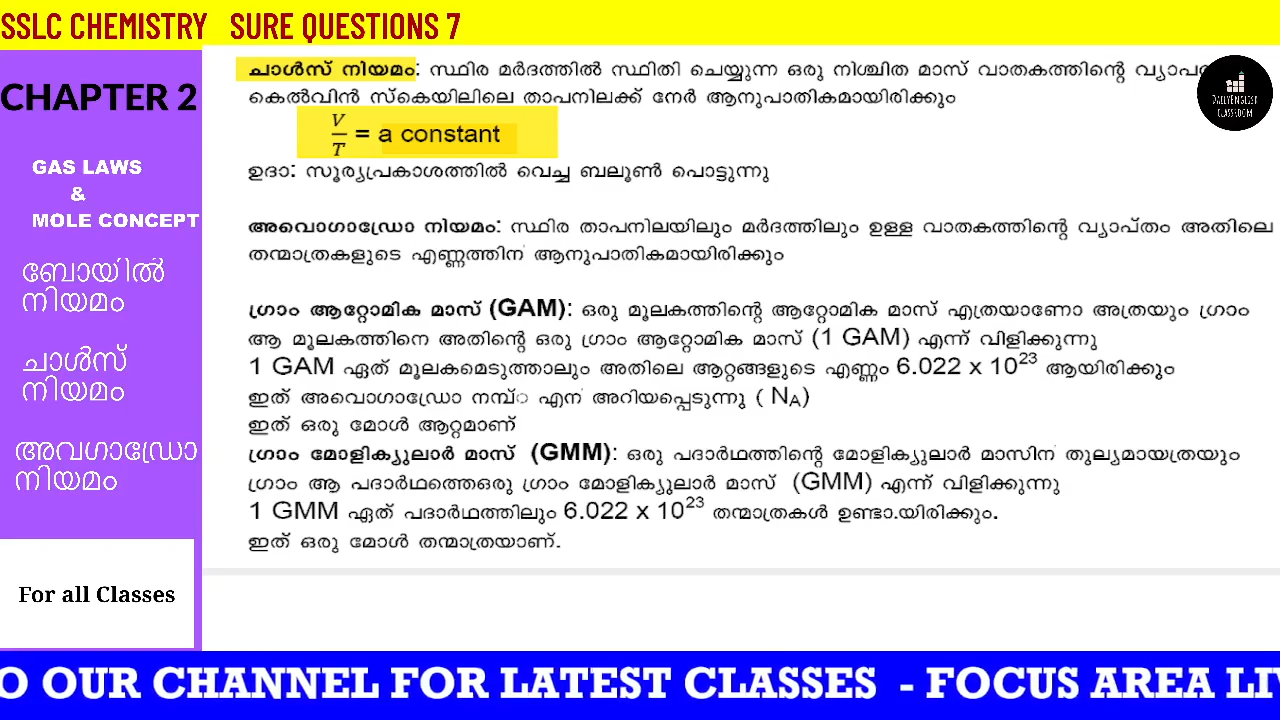 SSLC CHEMISTRY SURE QUESTIONS 7
CHAPTER 2
GAS LAWS
&
MOLE CONCEPT
ബോയിൽ
നിയമം
ചാൾസ്
നിയമം
അവഗാഡ്രോ
നിയമം
For all Classes
ചാൾസ് നിയമം: സ്ഥിര മർദത്തിൽ സ്ഥിതി ചെയ്യുന്ന ഒരു നിശ്ചിത മാസ് വാതകത്തിന്റെ
കെൽവിൻ സ്കെയിലിലെ താപനിലക്ക് നേർ ആനുപാതികമായിരിക്കും
V/T = a constant
ഉദാ: സൂര്യപ്രകാശത്തിൽ വെച്ച ബലൂൺ പൊട്ടുന്നു
അവൊഗാഡ്രോ നിയമം: സ്ഥിര താപനിലയിലും മർദത്തിലും ഉള്ള വാതകത്തിന്റെ വ്യാപ്തം അതിലെ
തന്മാത്രകളുടെ എണ്ണത്തിന് ആനുപാതികമായിരിക്കും
ഗ്രാം ആറ്റോമിക മാസ് (GAM): ഒരു മൂലകത്തിന്റെ ആറ്റോമിക മാസ് എത്രയാണോ അത്രയും ഗ്രാം
ആ മൂലകത്തിനെ അതിന്റെ ഒരു ഗ്രാം ആറ്റോമിക മാസ് (1 GAM) എന്ന് വിളിക്കുന്നു
1 GAM ഏത് മൂലകമെടുത്താലും അതിലെ ആറ്റങ്ങളുടെ എണ്ണം 6.022 x 10²³ ആയിരിക്കും
ഇത് അവൊഗാഡ്രോ എന് അറിയപ്പെടുന്നു ( N_A)
ഇത് ഒരു മോൾ ആറ്റമാണ്
ഗ്രാം മോളിക്യുലാർ മാസ് (GMM): ഒരു പദാർഥത്തിന്റെ മോളിക്യുലാർ മാസിന് തുല്യമായത്രയും
ഗ്രാം ആ പദാർഥത്തെഒരു ഗ്രാം മോളിക്യുലാർ മാസ് (GMM) എന്ന് വിളിക്കുന്നു
1 GMM ഏത് പദാർഥത്തിലും 6.022 x 10²³ തന്മാത്രകൾ ഉണ്ടാ.യിരിക്കും.
ഇത് ഒരു മോൾ തന്മാത്രയാണ്.
DAILYENGLISH
CLASSROOM
O OUR CHANNEL FOR LATEST CLASSES - FOCUS AREA LI